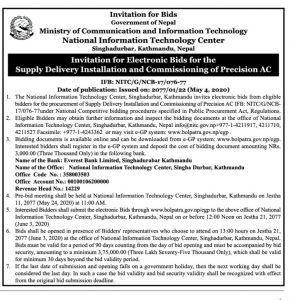 Invitation for Bids
Government of Nepal
Ministry of Communication and Information Technology
National Information Technology Center
Singhadurbar, Kathmandu, Nepal
Invitation for Electronic Bids for the
Supply Delivery Installation and Commissioning of Precision AC
IFB: NITC/G/NCB-17/076-77
Date of publication: Issued on: 2077/01/22 (May 4)
1. The National Information Technology Center, Singhadurbar, Kathmandu invites electronic bids from eligible
bidders for the procurement of Supply Delivery Installation and Commissioning of Precision AC: IFB: NITC/G/NCB-
17/076-77under National Competitive bidding procedures specified in Public Procurement Act, Regulations.
2. Eligible Bidders may obtain further information and inspect the bidding documents at the office of National
Information Technology Center, Singhadurbar, Kathmandu, Nepal info@nitc.gov.np+977-1-4211917, 4211710,
4211527 Facsimile: +977-1-4243362 or may visit e-GP system: www.bolpatra.gov.np/egp.
3. Bidding documents is available online and can be downloaded from e-GP system :www.bolpatra.gov.np/egp-
Interested bidders shall register in the e-GP system and deposit the cost of bidding document amounting NRs.
3,000.00 (Three Thousand Only) in the following bank.
Name of the Bank: Everest Bank Limited, Singhadurabar Kathmandu
Name of the Office: National Information Technology Center, Singha Durbar, Kathmandu
Office Code No. : 358003503
Office Account No.: 00100106200000
Revenue Head No.: 14229
4. Pre-bid meeting shall be held at National Information Technology Center, Singhadurbar, Kathmandu on Jestha
11, 2077 (May 24, 2020) at 11:00 AM.
5. Interested Bidders shall submit the electronic Bids through www.bolpatra.gov.np/egp to the above of National
Information Technology Center, Singhadurbar, Kathmandu, Nepal on or before 12:00 Noon on Jestha 21, 2077
(June 3, 2020)
6. Bids shall be opened in presence of Bidders' representatives who choose to attend on 13:00 hours on Jestha 21,
2077 (June 3, 2020) at the office of National Information Technology Center, Singhadurbar, Kathmandu, Nepal.
Bids must be valid for a period of 90 days counting from the day of bid opening and must be accompanied by bid
security, amounting to a minimum of 3,75,000.00 (Three Lakh Seventy-Five Thousand Only), which shall be valid
for minimum 30 days beyond the bid validity period.
7. If the last date of submission and opening falls on a government holiday, then the next working day shall be
considered the last day. In such a case the bid validity and bid security validity shall be recognized with effect
from the original bid submission deadline.